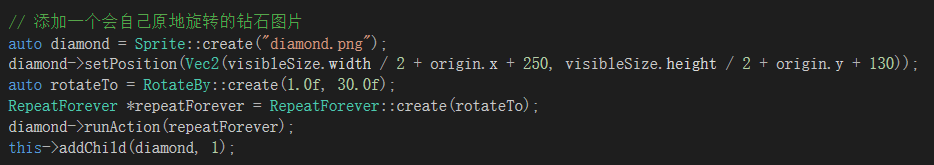 // 添加一个会自己原地旋转的钻石图片
auto diamond = Sprite::create("diamond.png");
diamond->setPosition(Vec2(visibleSize.width / 2 + origin.x + 250, visibleSize.height / 2 + origin.y + 130));
auto rotateTo = RotateBy::create(1.0f, 30.0f);
RepeatForever *repeatForever = RepeatForever::create(rotateTo);
diamond->runAction(repeatForever);
this->addChild(diamond, 1);